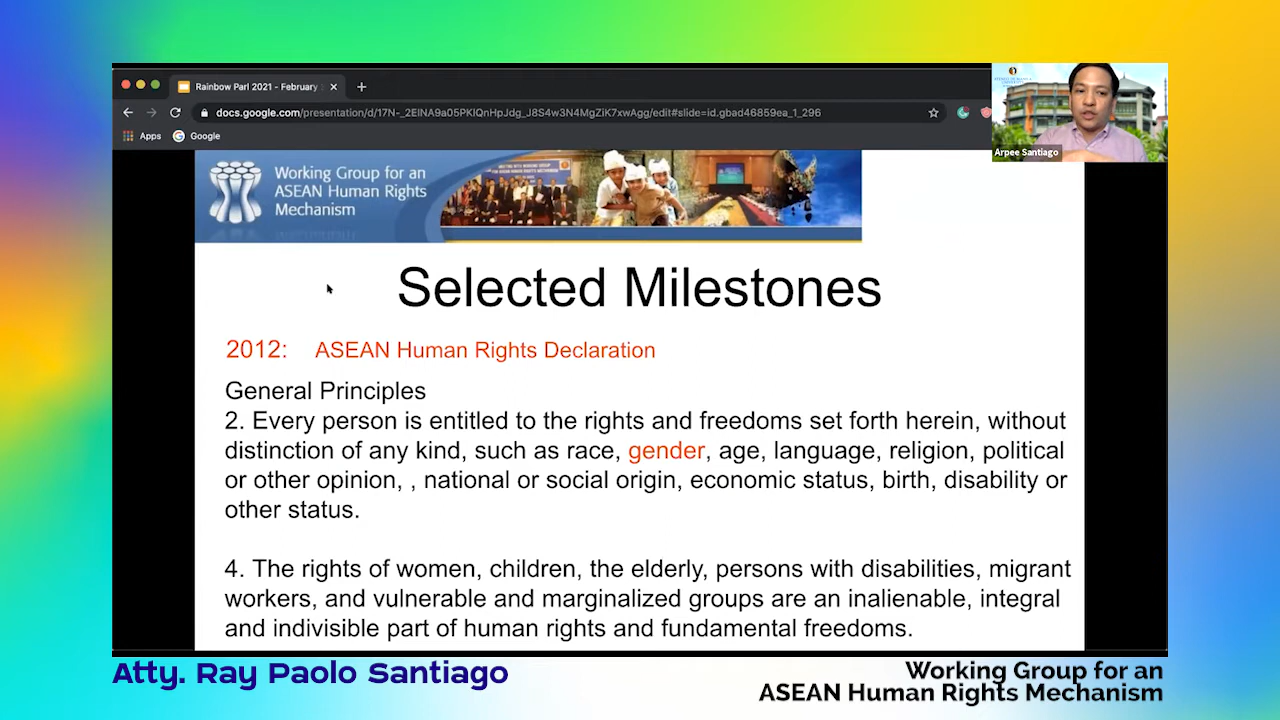 Rainbow Parl 2021 - February
docs.google.com/presentation/d/17N-_2ElNA9a05PKlQnHpJdg_J8S4w3N4MgZiK7xwAgg/edit#slide=id.gbad46859ea_1_296
Apps Google
Arpee Santiago
Working Group for an
ASEAN Human Rights
Mechanism
Selected Milestones
2012: ASEAN Human Rights Declaration
General Principles
2. Every person is entitled to the rights and freedoms set forth herein, without
distinction of any kind, such as race, gender, age, language, religion, political
or other opinion, , national or social origin, economic status, birth, disability or
other status.
4. The rights of women, children, the elderly, persons with disabilities, migrant
workers, and vulnerable and marginalized groups are an inalienable, integral
and indivisible part of human rights and fundamental freedoms.
Atty. Ray Paolo Santiago
Working Group for an
ASEAN Human Rights Mechanism